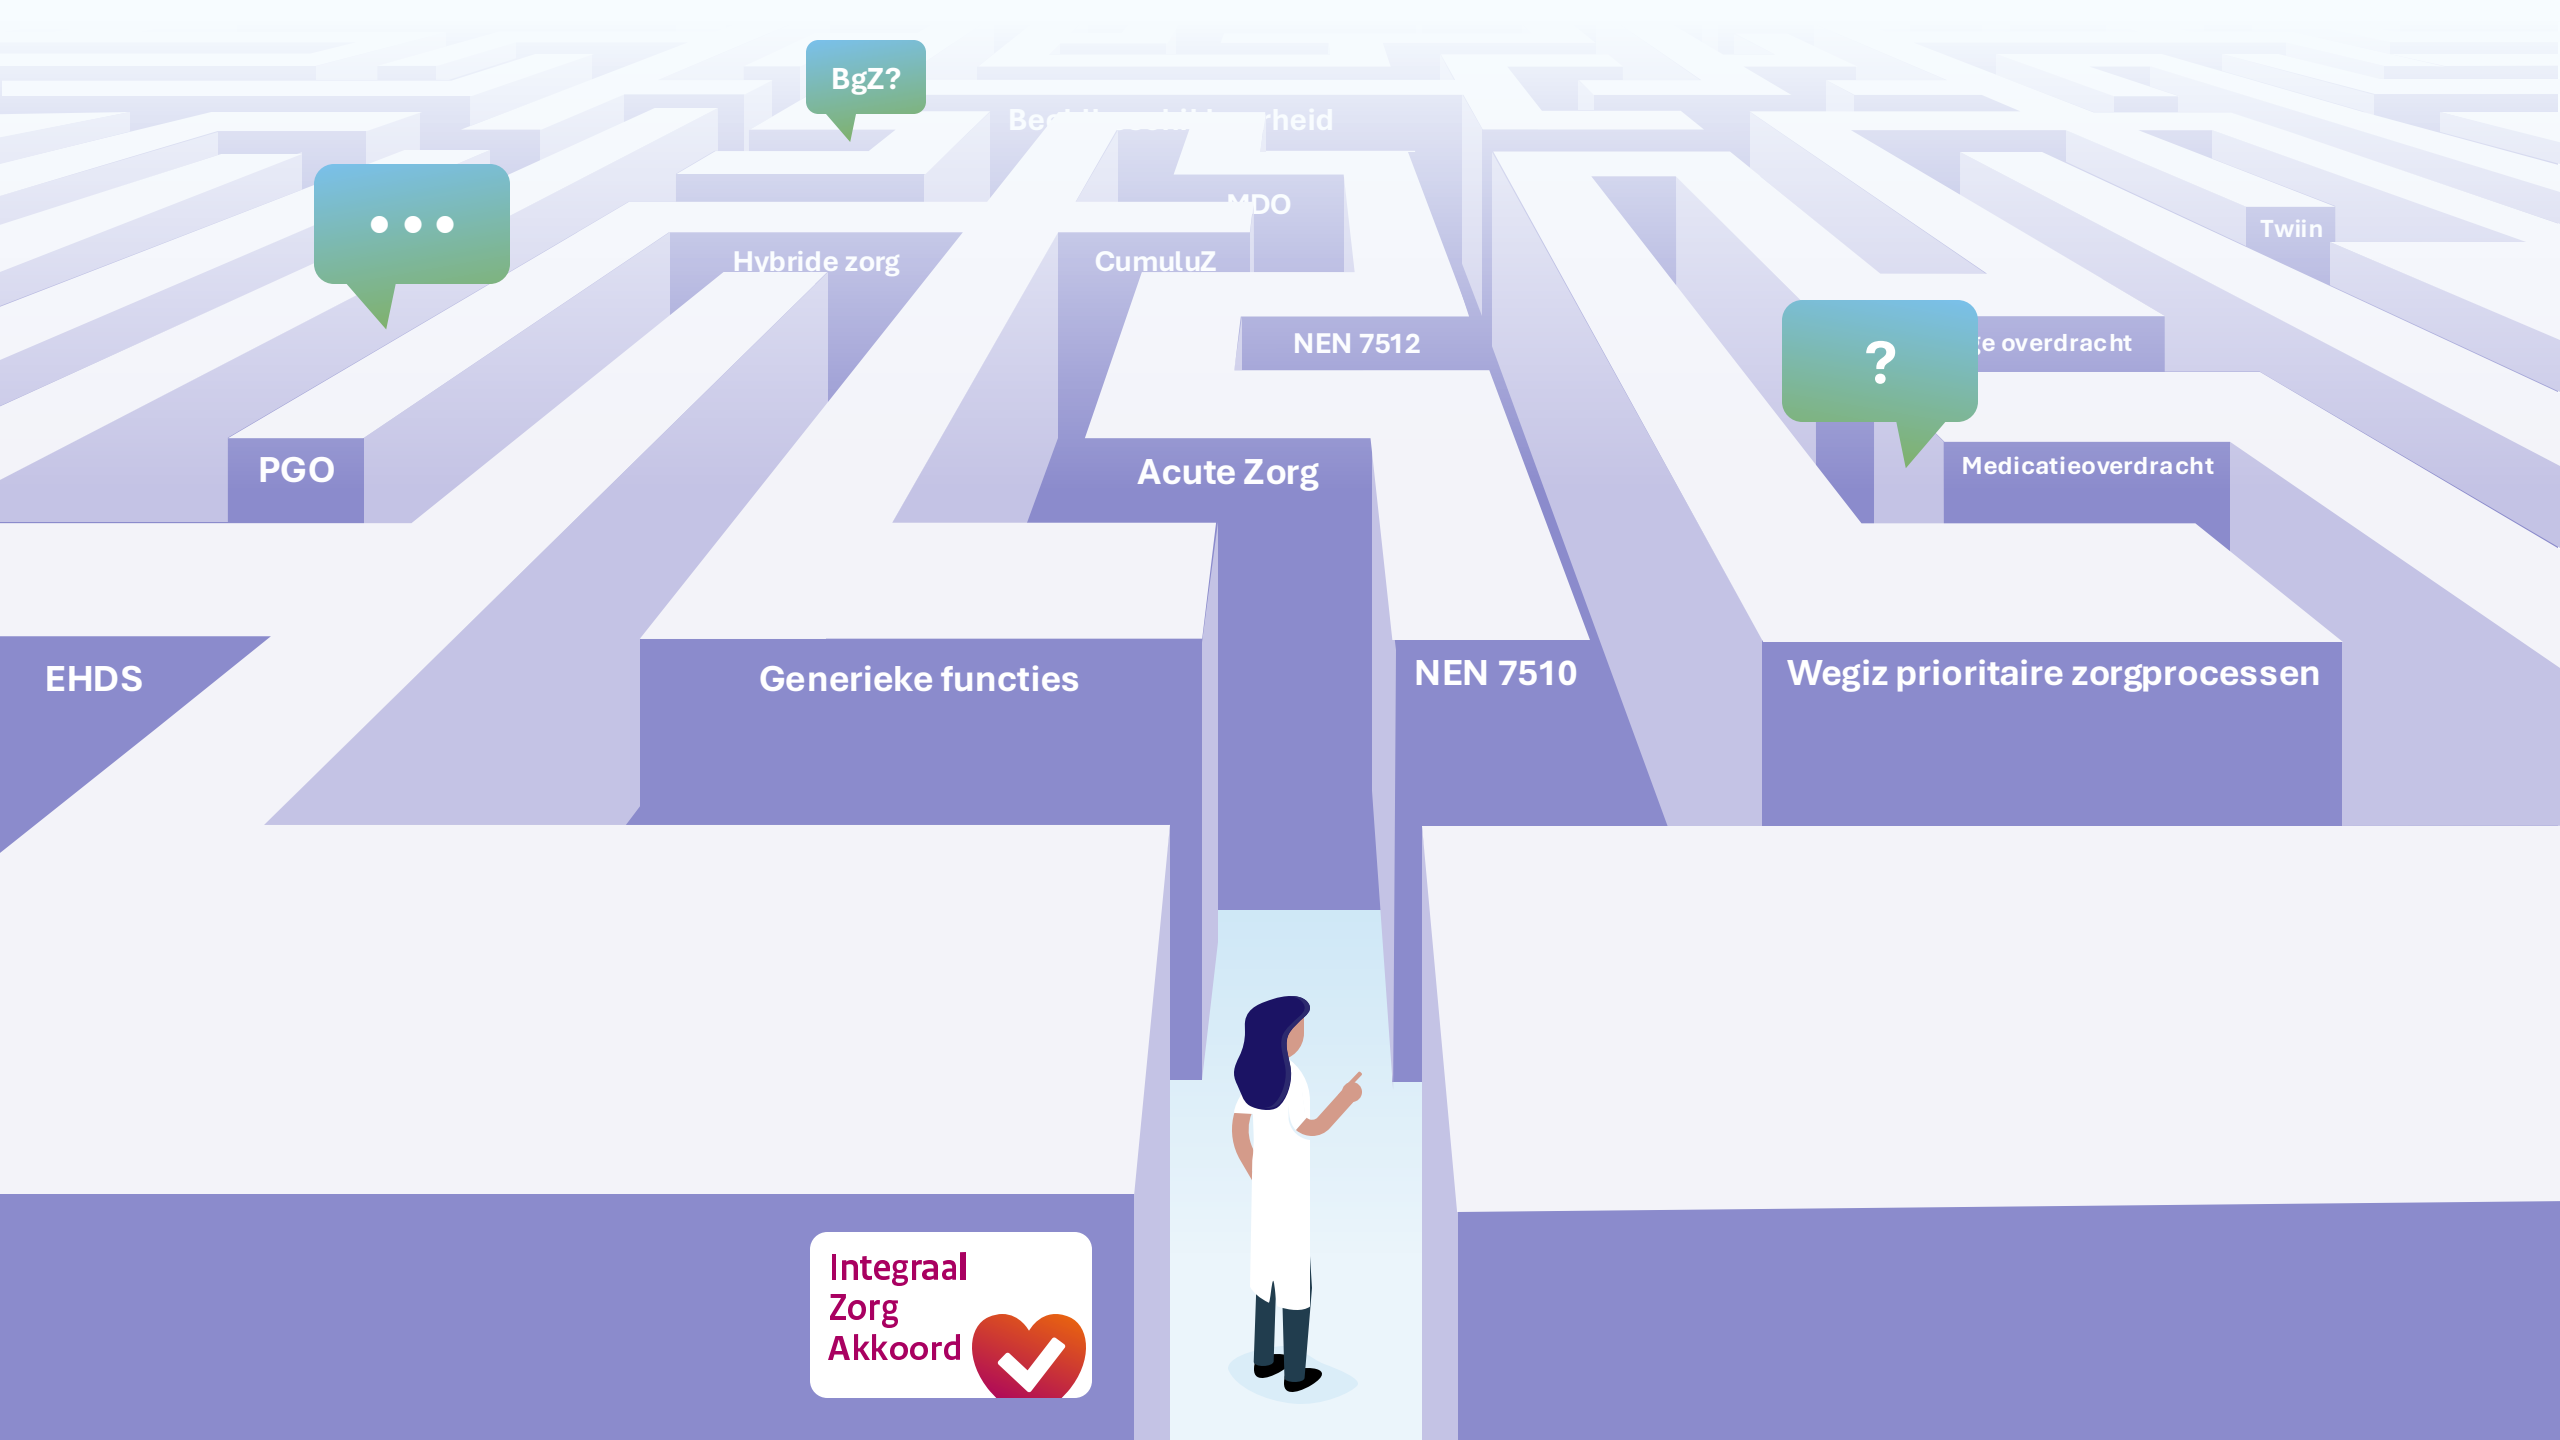 BgZ?
Twiin
Hybride zorg
CumuluZ
NEN 7512
overdracht
?
PGO
Acute Zorg
Medicatieoverdracht
EHDS
Generieke functies
NEN 7510
Wegiz prioritaire zorgprocessen
Integraal
Zorg
Akkoord